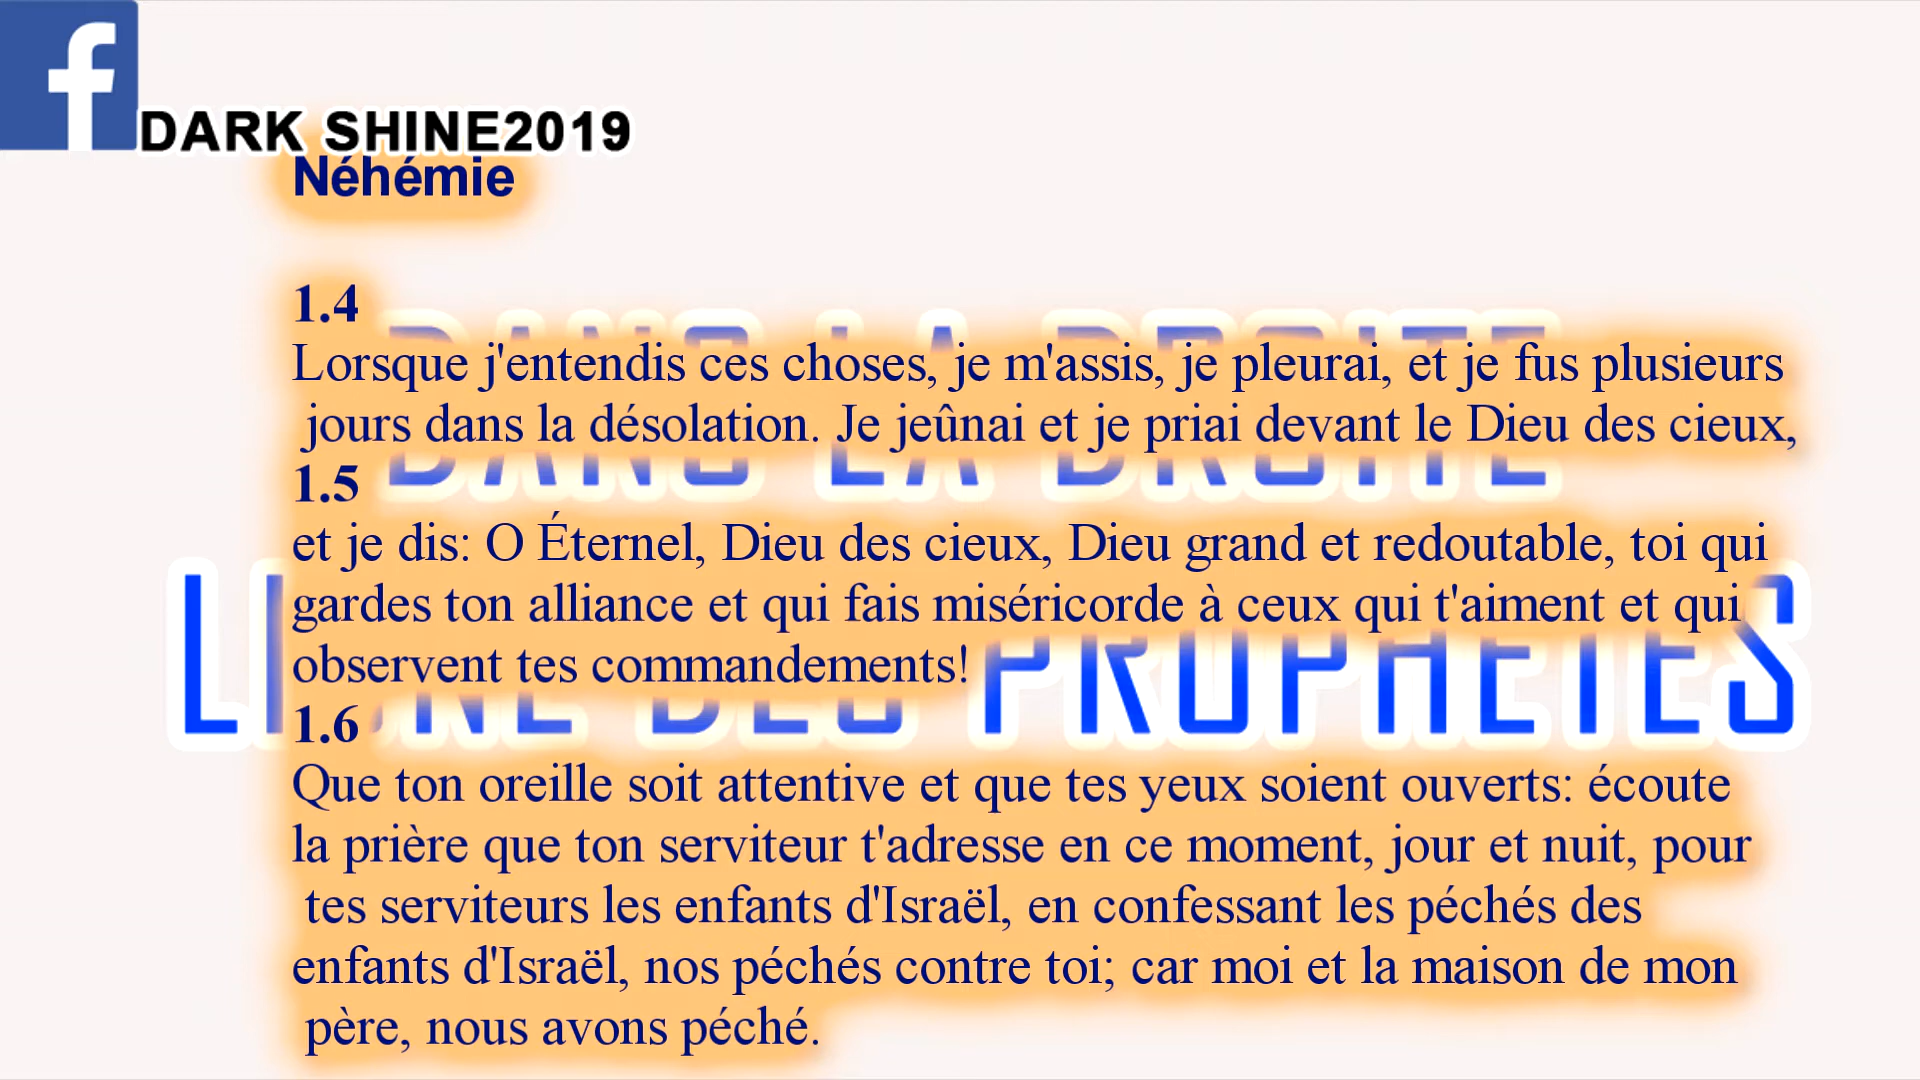 f
DARK SHINE2019
Néhémie
1.4
Lorsque j'entendis ces choses, je m'assis, je pleurai, et je fus plusieurs
jours dans la désolation. Je jeûnai et je priai devant le Dieu des cieux,
DANS LA DROITE
1.5
et je dis: O Éternel, Dieu des cieux, Dieu grand et redoutable, toi qui
gardes ton alliance et qui fais miséricorde à ceux qui t'aiment et qui
observent tes commandements!
LIGNE DES PROPHETES
1.6
Que ton oreille soit attentive et que tes yeux soient ouverts: écoute
la prière que ton serviteur t'adresse en ce moment, jour et nuit, pour
tes serviteurs les enfants d'Israël, en confessant les péchés des
enfants d'Israël, nos péchés contre toi; car moi et la maison de mon
père, nous avons péché.